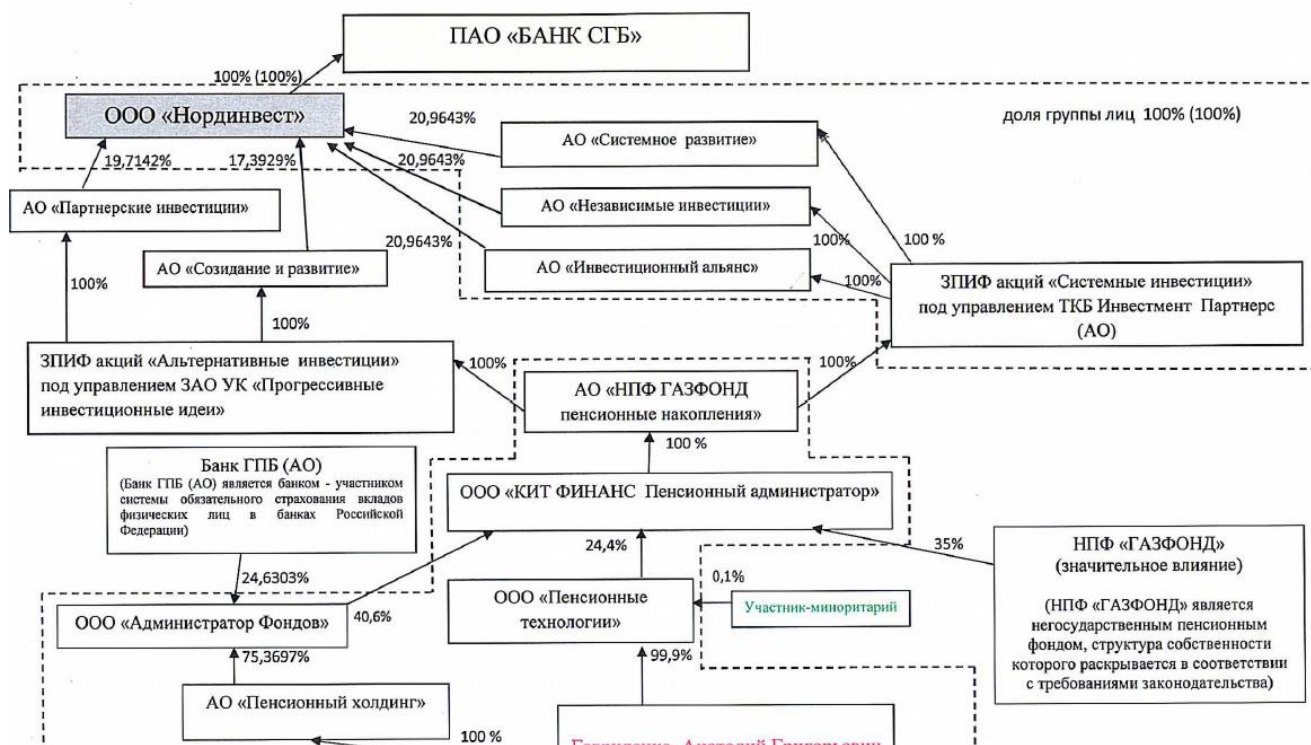 ПАО «БАНК СГБ»
100% (100%)
ООО «Нординвест»
доля группы лиц 100% (100%)
20,9643%
АО «Системное развитие»
19,7142%
17,3929%
20,9643%
АО «Партнерские инвестиции»
АО «Независимые инвестиции»
20,9643%
100%
100 %
АО «Созидание и развитие»
АО «Инвестиционный альянс»
100%
100%
ЗПИФ акций «Системные инвестиции»
под управлением ТКБ Инвестмент Партнерс
(АО)
100%
ЗПИФ акций «Альтернативные инвестиции»
под управлением ЗАО УК «Прогрессивные
инвестиционные идеи»
100%
100%
АО «НПФ ГАЗФОНД
пенсионные накопления»
100 %
Банк ГПБ (АО)
(Банк ГПБ (АО) является банком - участником
системы обязательного страхования вкладов
физических лиц в банках Российской
Федерации)
ООО «КИТ ФИНАНС Пенсионный администратор»
24,4%
35%
НПФ «ГАЗФОНД»
(значительное влияние)
(НПФ «ГАЗФОНД» является
негосударственным пенсионным
фондом, структура собственности
которого раскрывается в соответствии
с требованиями законодательства)
24,6303%
0,1%
ООО «Администратор Фондов»
40,6%
ООО «Пенсионные
технологии»
Участник-миноритарий
75,3697%
99,9%
АО «Пенсионный холдинг»
100 %
Гавриленко Анатолий Григорьевич